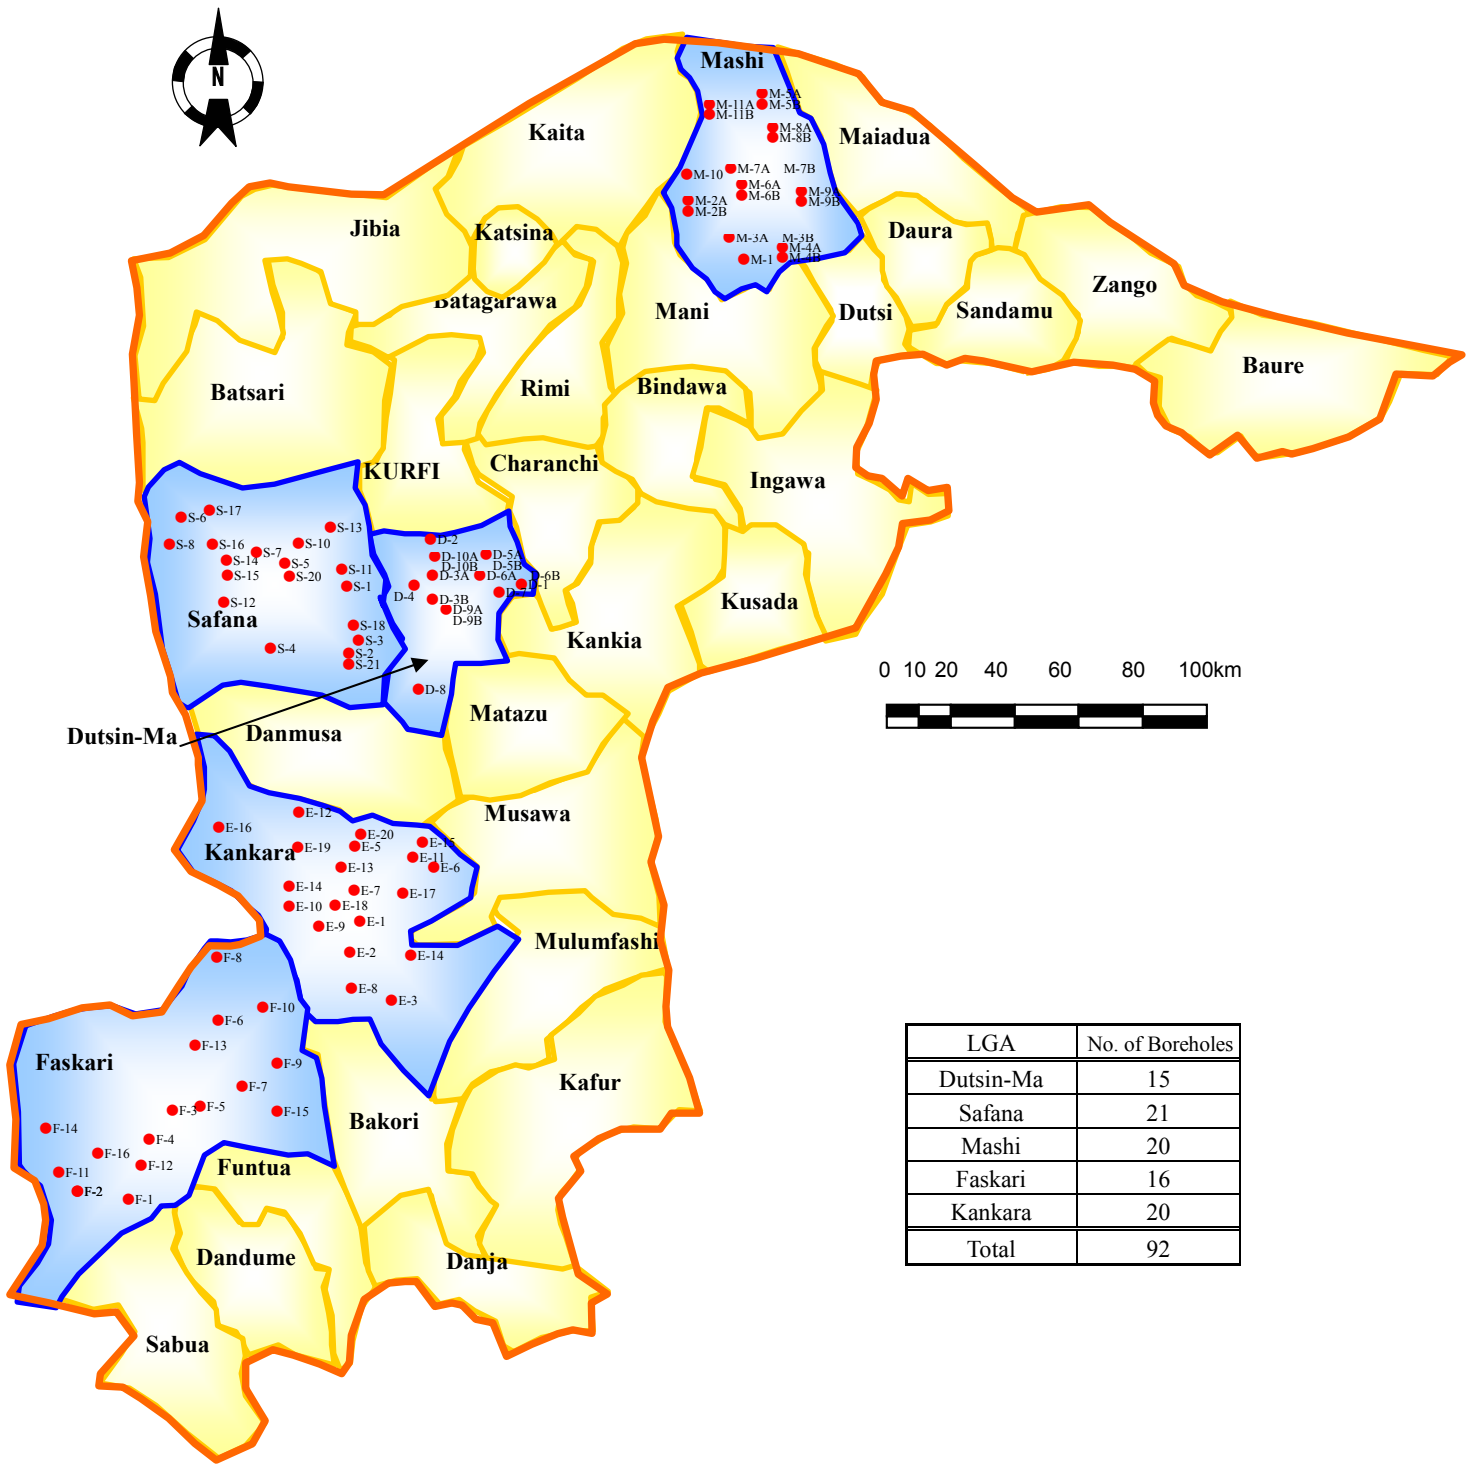 N
Mashi
M-5A
M-11A
M-5B
M-11B
M-8A
Kaita
Maiadua
M-8B
M-7A
M-7B
M-10
M-6A
M-9A
M-6B
M-9B
M-2A
M-2B
Jibia
Katsina
Daura
M-3A
M-3B
M-4A
M-4B
M-1
Zango
Batagarawa
Mani
Dutsi
Sandamu
Baure
Batsari
Rimi
Bindawa
KURFI
Charanchi
Ingawa
S-17
S-6
S-13
D-2
S-8
S-16
S-10
S-7
D-10A
D-5A
S-14
S-5
D-10B
D-5B
S-11
S-15
S-20
D-3A
D-6A
D-6B
S-1
D-4
D-1
D-7
S-12
D-3B
Kusada
Safana
D-9A
D-9B
S-18
S-3
Kankia
S-4
S-2
S-21
0 10 20 40 60 80 100km
D-8
Matazu
Dutsin-Ma
Danmusa
E-12
Musawa
E-16
E-20
E-15
Kankara
E-19
E-5
E-11
E-13
E-6
E-14
E-7
E-17
E-10
E-18
E-1
E-9
Mulumfashi
E-2
E-14
F-8
E-8
E-3
F-10
F-6
F-13
Faskari
F-9
Kafur
F-7
F-3
F-5
F-15
Bakori
F-14
F-4
F-16
F-12
Funtua
F-11
F-2
F-1
Dandume
Danja
Sabua
LGA No. of Boreholes
Dutsin-Ma 15
Safana 21
Mashi 20
Faskari 16
Kankara 20
Total 92